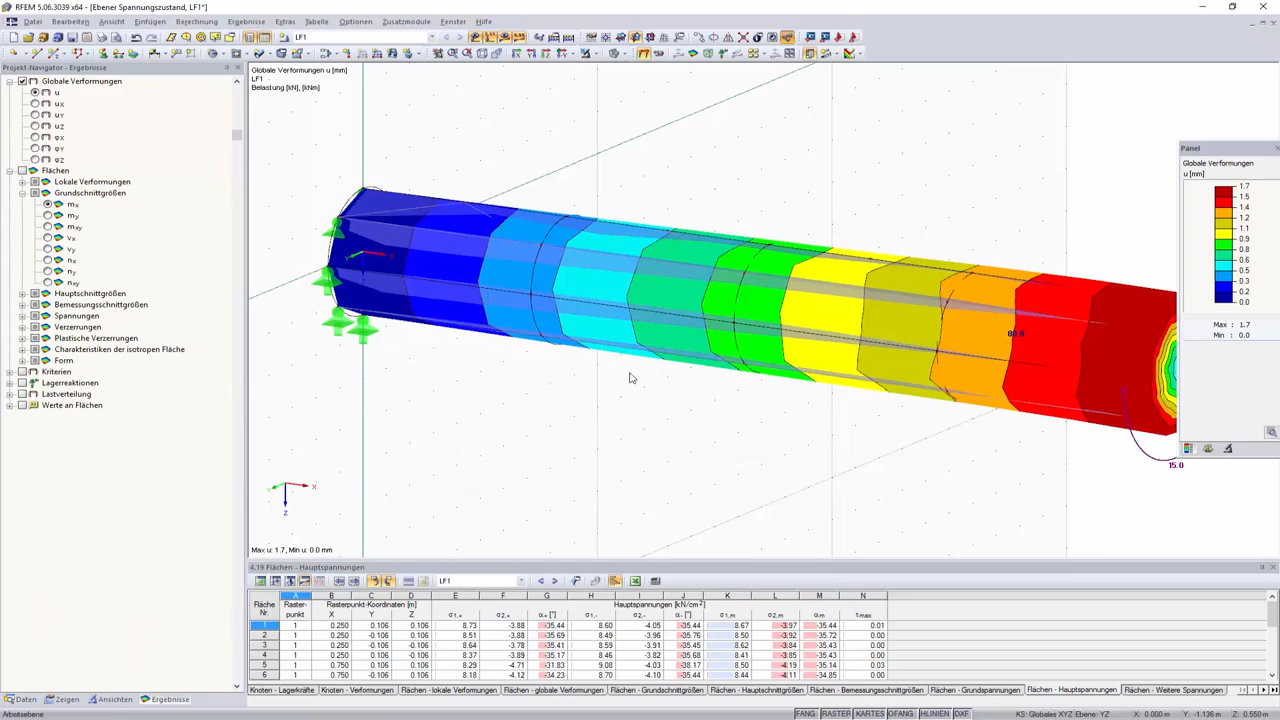 RFEM 5.06.3039 x64 - [Ebener Spannungszustand, LF1*]
Datei Bearbeiten Ansicht Einfügen Berechnung Ergebnisse Extras Tabelle Optionen Zusatzmodule Fenster Hilfe
LF1
Projekt-Navigator - Ergebnisse
Globale Verformungen
u
ux
uy
uz
φX
φY
φZ
Flächen
Lokale Verformungen
Grundschnittgrößen
mx
my
mxy
vx
vy
nx
ny
nxy
Hauptschnittgrößen
Bemessungsschnittgrößen
Spannungen
Verzerrungen
Plastische Verzerrungen
Charakteristiken der isotropen Fläche
Form
Kriterien
Lagerreaktionen
Lastverteilung
Werte an Flächen
Daten Zeigen Ansichten Ergebnisse
Globale Verformungen u [mm]
LF1
Belastung [kN], [kNm]
15.0
X
Y
Z
Max u: 1.7, Min u: 0.0 mm
Panel
Globale Verformungen
u [mm]
1.7
1.5
1.4
1.2
1.1
0.9
0.8
0.6
0.5
0.3
0.2
0.0
Max : 1.7
Min : 0.0
4.19 Flächen - Hauptspannungen
LF1
A B C D E F G H I J K L M N
Fläche Raster- Rasterpunkt-Koordinaten [m] Hauptspannungen [kN/cm²]
Nr. punkt X Y Z σ1,+ σ2,+ α+ [°] σ1,- σ2,- α- [°] σ1,m σ2,m αm τmax
1 1 0.250 0.106 0.106 8.73 -3.88 -35.44 8.60 -4.05 -35.44 8.67 -3.97 -35.44 0.01
2 1 0.250 -0.106 0.106 8.51 -3.88 -35.69 8.49 -3.96 -35.76 8.50 -3.92 -35.72 0.00
3 1 0.250 -0.106 -0.106 8.64 -3.78 -35.41 8.59 -3.91 -35.45 8.62 -3.84 -35.43 0.00
4 1 0.250 0.106 -0.106 8.37 -3.89 -35.17 8.46 -3.82 -35.68 8.41 -3.85 -35.43 0.00
5 1 0.750 0.106 0.106 8.29 -4.71 -31.83 9.08 -4.03 -38.17 8.50 -4.19 -35.14 0.03
6 1 0.750 -0.106 0.106 8.18 -4.12 -34.23 8.70 -4.10 -35.44 8.44 -4.11 -34.85 0.00
Knoten - Lagerkräfte Knoten - Verformungen Flächen - lokale Verformungen Flächen - globale Verformungen Flächen - Grundschnittgrößen Flächen - Hauptschnittgrößen Flächen - Bemessungsschnittgrößen Flächen - Grundspannungen Flächen - Hauptspannungen Flächen - Weitere Spannungen
Arbeitsebene FANG RASTER KARTES OFANG HLINIEN DXF KS: Globales XYZ Ebene: YZ X: 0.000 m Y: -1.136 m Z: 0.550 m